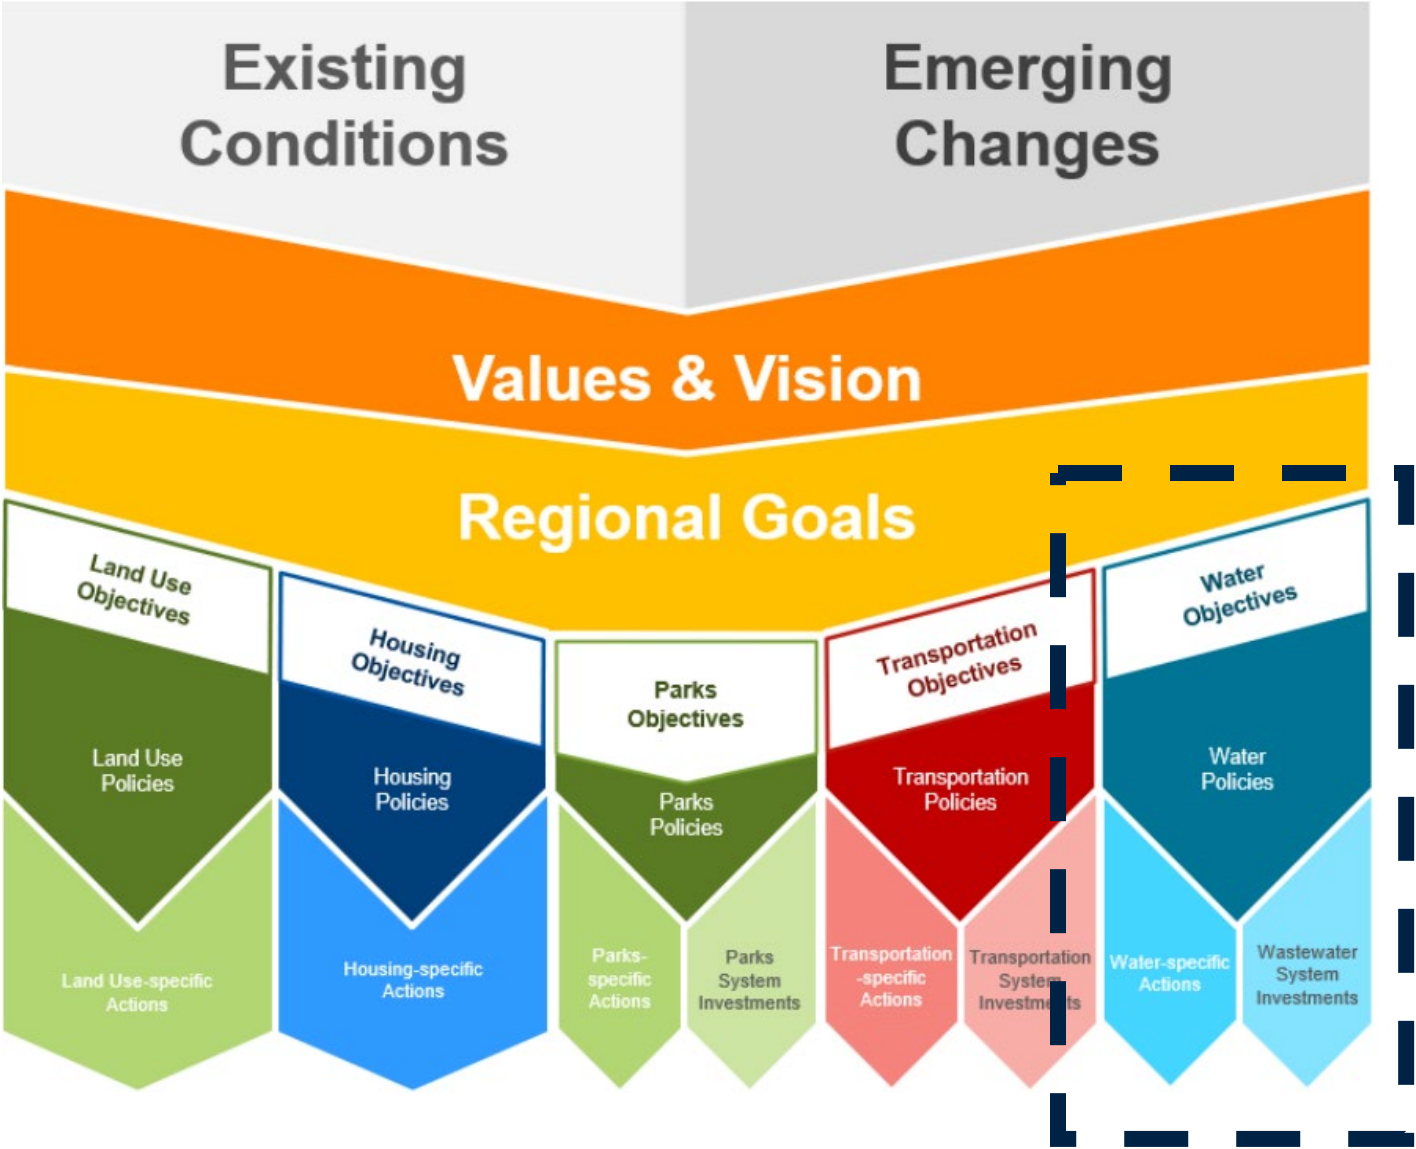 Existing
Conditions
Emerging
Changes
Values & Vision
Regional Goals
Land Use
Objectives
Housing
Objectives
Parks
Objectives
Transportation
Objectives
Water
Objectives
Land Use
Policies
Housing
Policies
Parks
Policies
Transportation
Policies
Water
Policies
Land Use-specific
Actions
Housing-specific
Actions
Parks-
specific
Actions
Parks
System
Investments
Transportation
-specific
Actions
Transportation
System
Investments
Water-specific
Actions
Wastewater
System
Investments